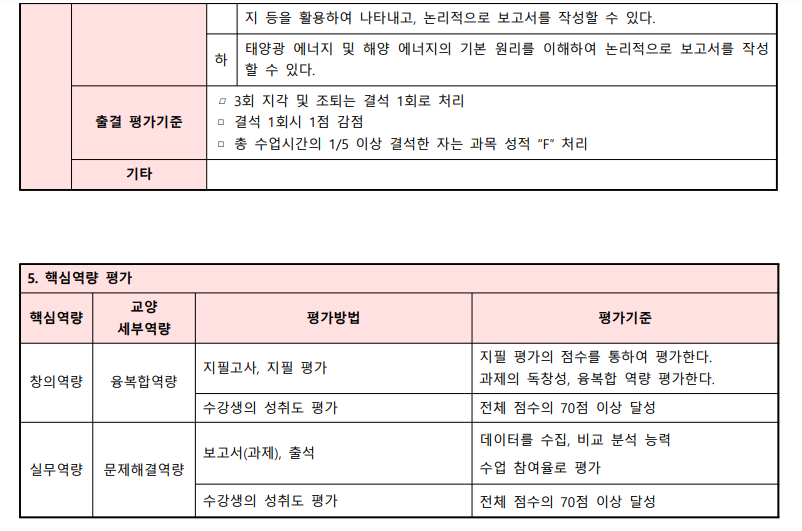 지 등을 활용하여 나타내고, 논리적으로 보고서를 작성할 수 있다.
하
태양광 에너지 및 해양 에너지의 기본 원리를 이해하여 논리적으로 보고서를 작성
할 수 있다.
출결 평가기준
□ 3회 지각 및 조퇴는 결석 1회로 처리
□ 결석 1회시 1점 감점
□ 총 수업시간의 1/5 이상 결석한 자는 과목 성적 "F" 처리
기타
5. 핵심역량 평가
핵심역량
교양
세부역량
평가방법
평가기준
창의역량
융복합역량
지필고사, 지필 평가
지필 평가의 점수를 통하여 평가한다.
과제의 독창성, 융복합 역량 평가한다.
수강생의 성취도 평가
전체 점수의 70점 이상 달성
실무역량
문제해결역량
보고서(과제), 출석
데이터를 수집, 비교 분석 능력
수업 참여율로 평가
수강생의 성취도 평가
전체 점수의 70점 이상 달성